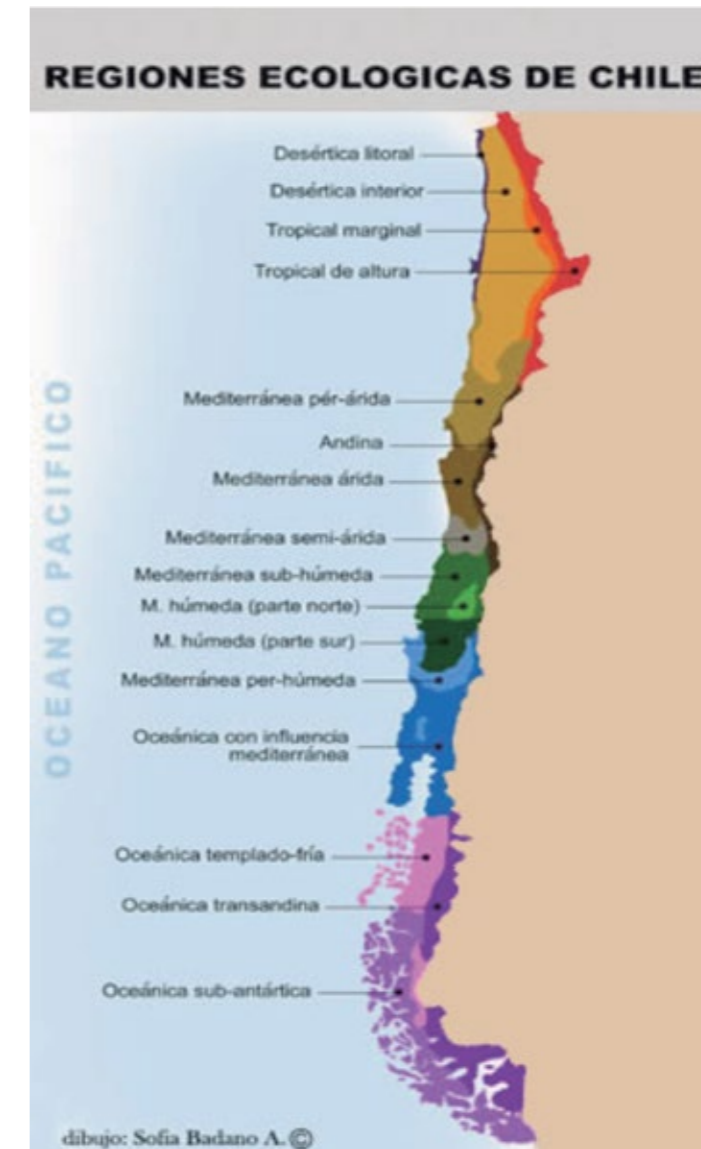 REGIONES ECOLOGICAS DE CHILE
Desértica litoral
Desértica interior
Tropical marginal
Tropical de altura
Mediterránea pér-árida
Andina
Mediterránea árida
Mediterránea semi-árida
Mediterránea sub-húmeda
M. húmeda (parte norte)
M. húmeda (parte sur)
Mediterránea per-húmeda
Oceánica con influencia
mediterránea
Oceánica templado-fría
Oceánica transandina
Oceánica sub-antártica
OCEANO PACIFICO
dibujo: Sofia Badano A. ©